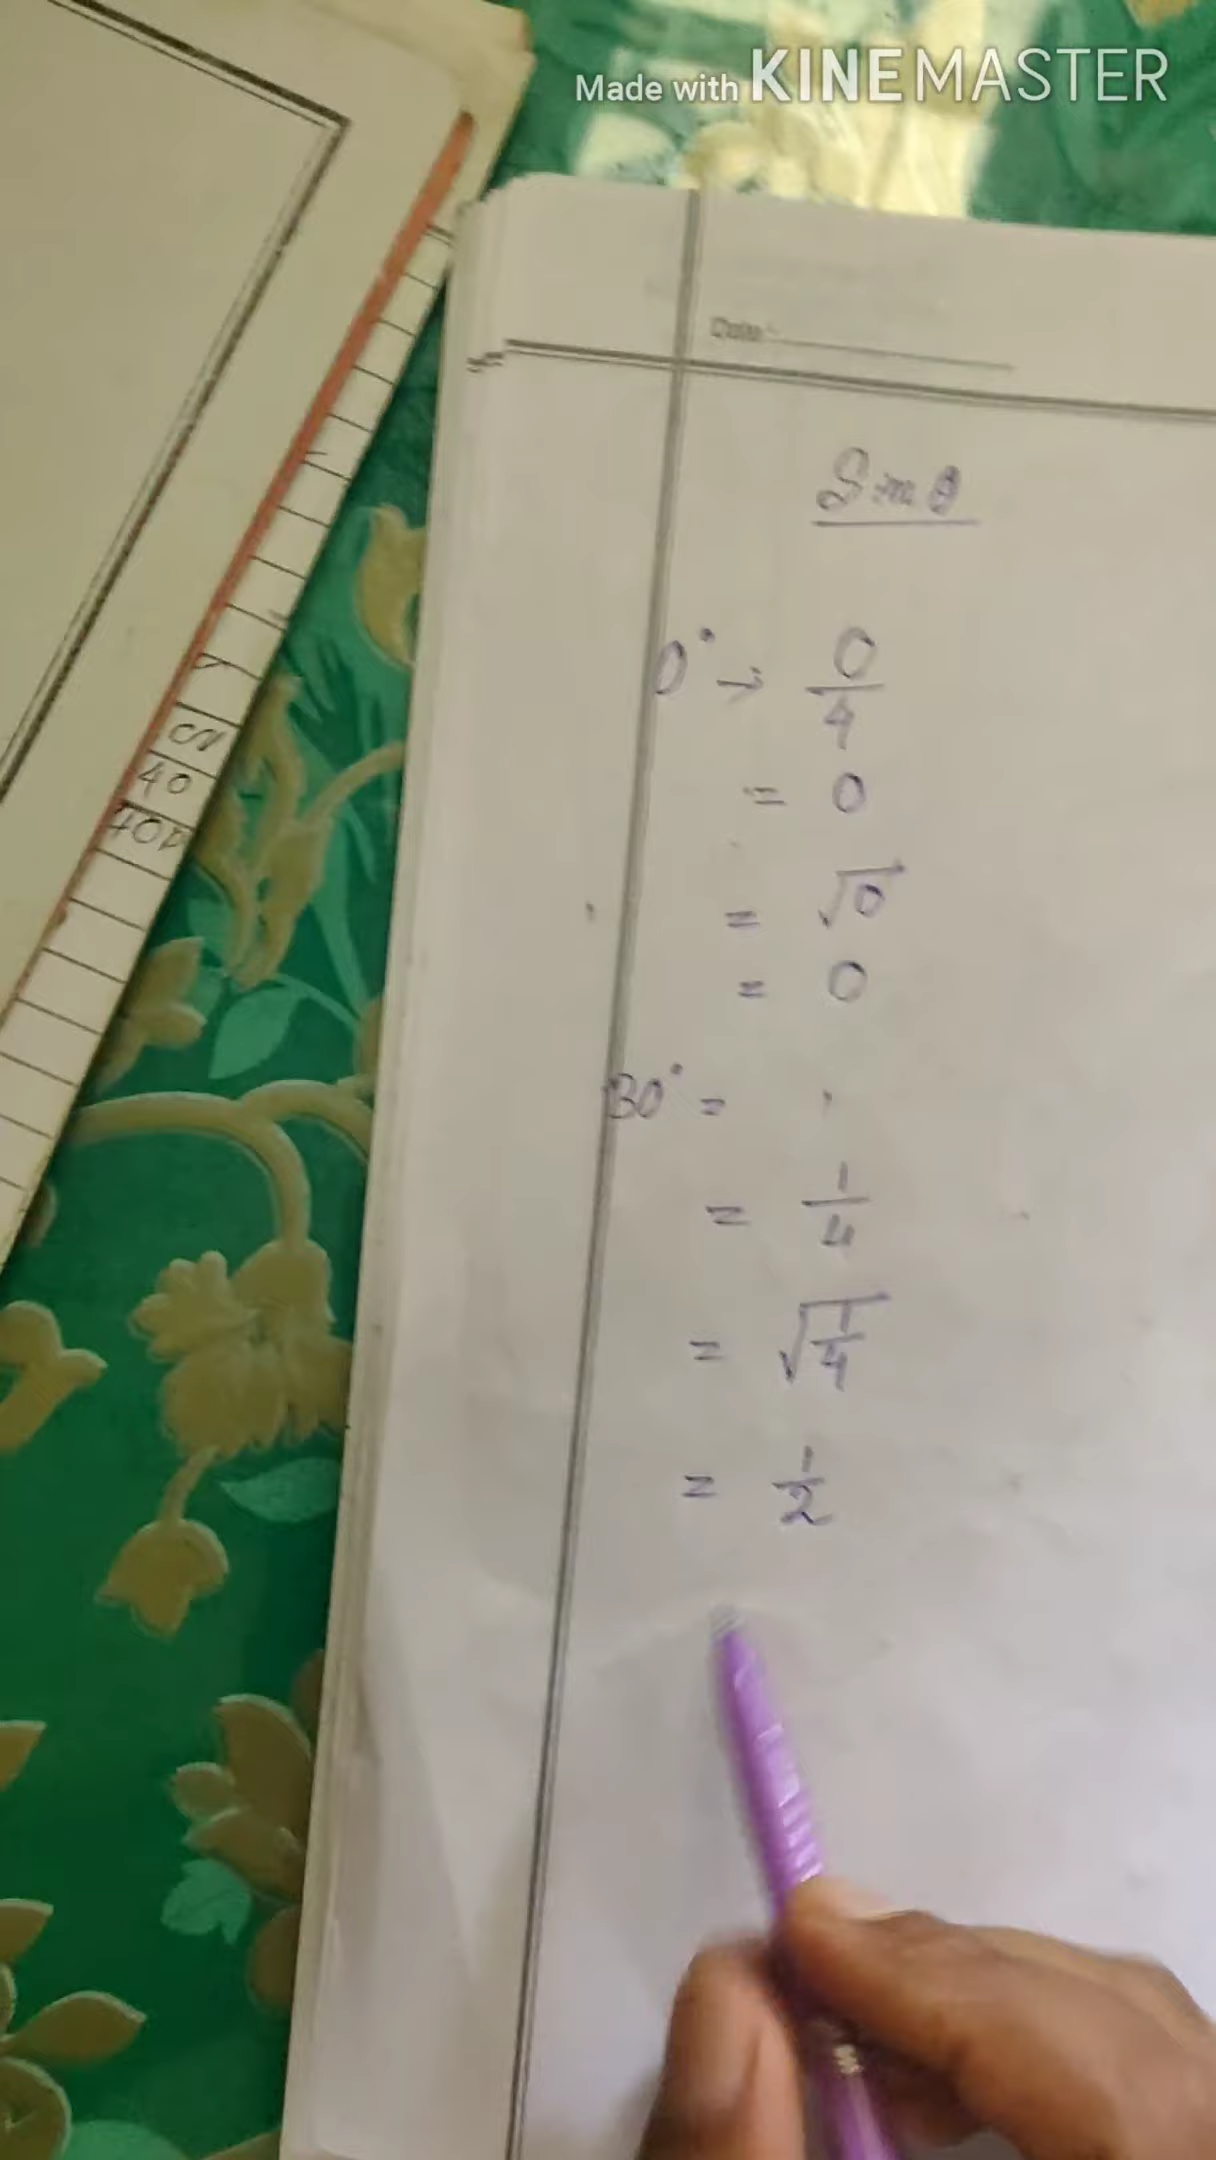 Made with KINEMASTER
Date:
Sin θ
0° → 0/4
= 0
= √0
= 0
30° =
= 1/4
= √1/4
= 1/2
40